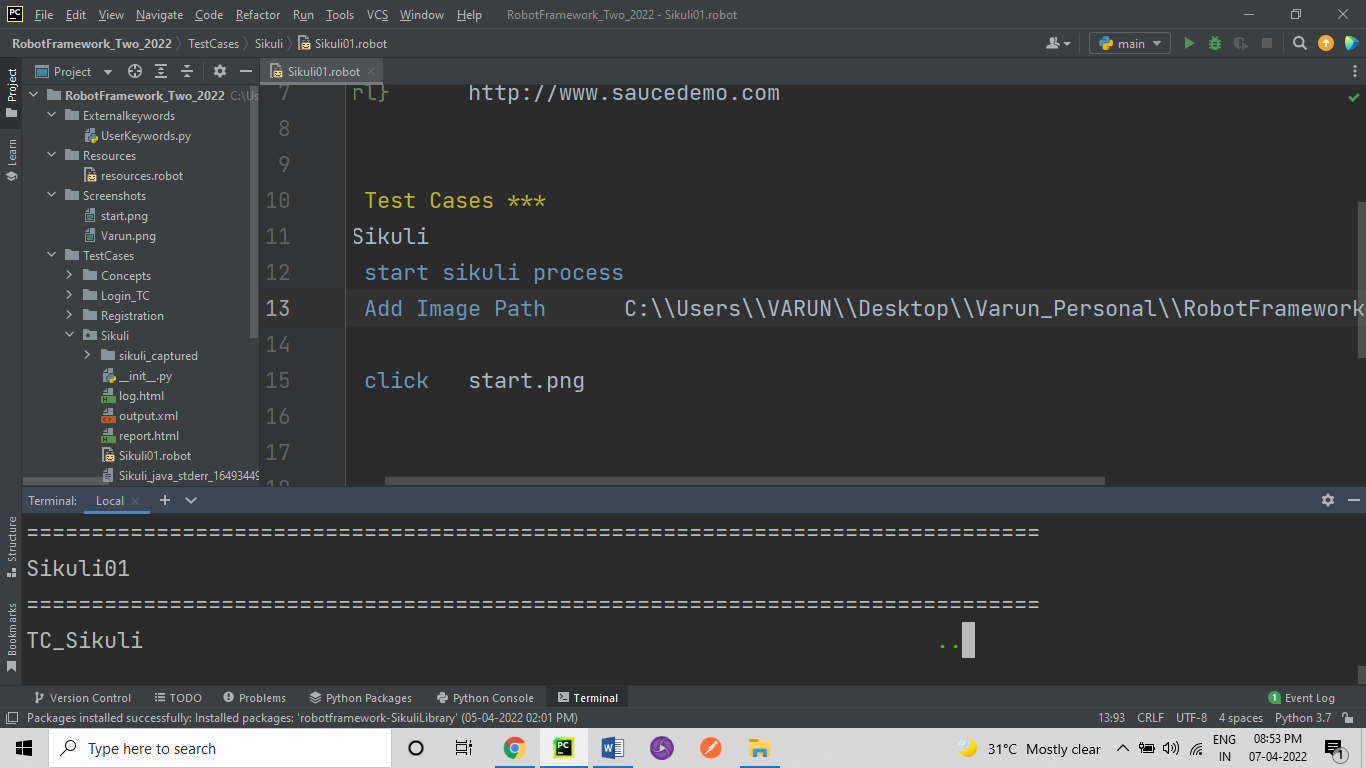 PC File Edit View Navigate Code Refactor Run Tools VCS Window Help RobotFramework_Two_2022 - Sikuli01.robot
RobotFramework_Two_2022 TestCases Sikuli Sikuli01.robot main
Project Project Sikuli01.robot
RobotFramework_Two_2022 C:\Us
Externalkeywords
UserKeywords.py
Resources
resources.robot
Screenshots
start.png
Varun.png
TestCases
Concepts
Login_TC
Registration
Sikuli
sikuli_captured
__init__.py
log.html
output.xml
report.html
Sikuli01.robot
Sikuli_java_stderr_16493449
Learn
7 rl} http://www.saucedemo.com
8
9
10 Test Cases ***
11 Sikuli
12 start sikuli process
13 Add Image Path C:\\Users\\VARUN\\Desktop\\Varun_Personal\\RobotFramework
14
15 click start.png
16
17
18
Terminal: Local
==============================================================================
Sikuli01
==============================================================================
TC_Sikuli ..
Structure
Bookmarks
Version Control TODO Problems Python Packages Python Console Terminal 1 Event Log
Packages installed successfully: Installed packages: 'robotframework-SikuliLibrary' (05-04-2022 02:01 PM) 13:93 CRLF UTF-8 4 spaces Python 3.7
Type here to search PC W 31°C Mostly clear ENG IN 08:53 PM 07-04-2022 1